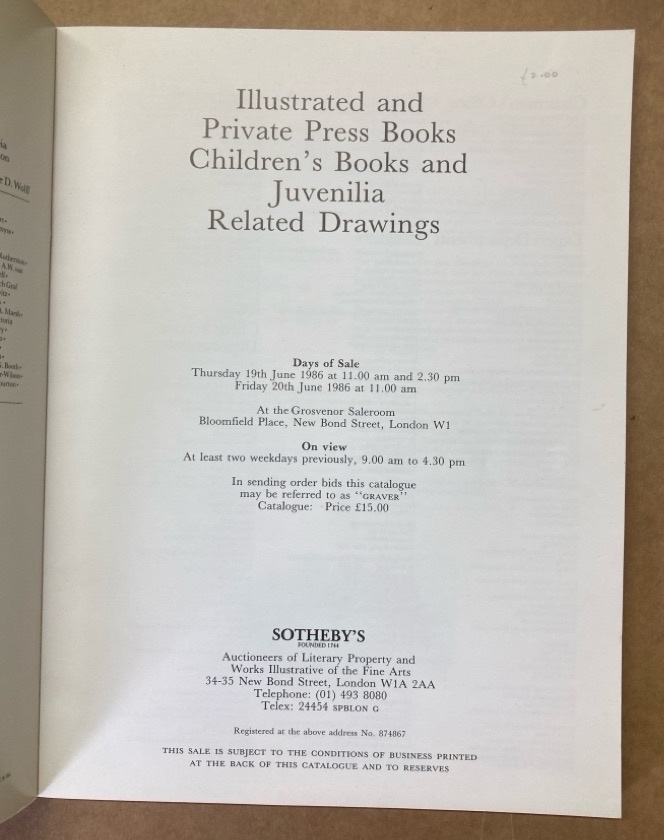 £2.00
Illustrated and
Private Press Books
Children's Books and
Juvenilia
Related Drawings
Days of Sale
Thursday 19th June 1986 at 11.00 am and 2.30 pm
Friday 20th June 1986 at 11.00 am
At the Grosvenor Saleroom
Bloomfield Place, New Bond Street, London W1
On view
At least two weekdays previously, 9.00 am to 4.30 pm
In sending order bids this catalogue
may be referred to as "GRAVER"
Catalogue: Price £15.00
SOTHEBY'S
FOUNDED 1744
Auctioneers of Literary Property and
Works Illustrative of the Fine Arts
34-35 New Bond Street, London W1A 2AA
Telephone: (01) 493 8080
Telex: 24454 SPBLON G
Registered at the above address No. 874867
THIS SALE IS SUBJECT TO THE CONDITIONS OF BUSINESS PRINTED
AT THE BACK OF THIS CATALOGUE AND TO RESERVES